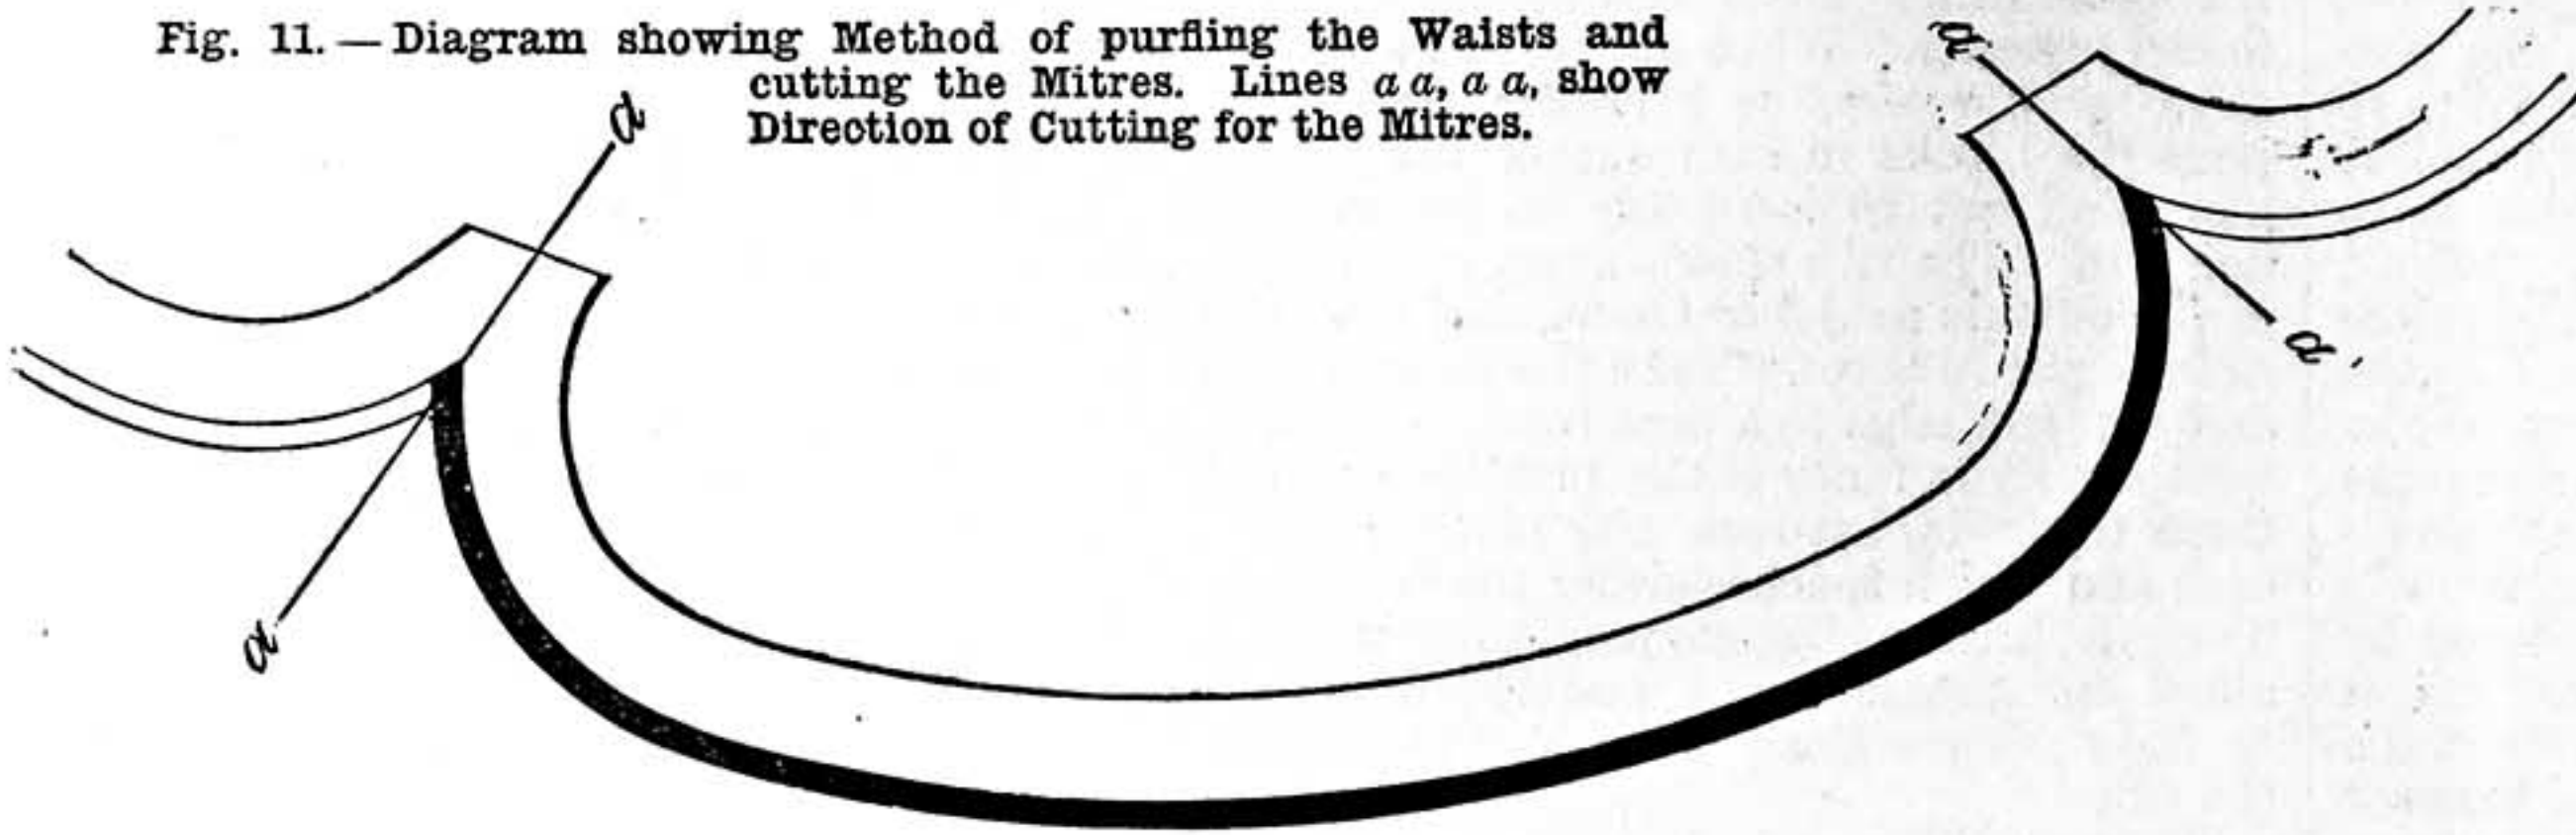 Fig. 11. — Diagram showing Method of purfling the Waists and
cutting the Mitres. Lines a a, a a, show
Direction of Cutting for the Mitres.
a
a
a
a